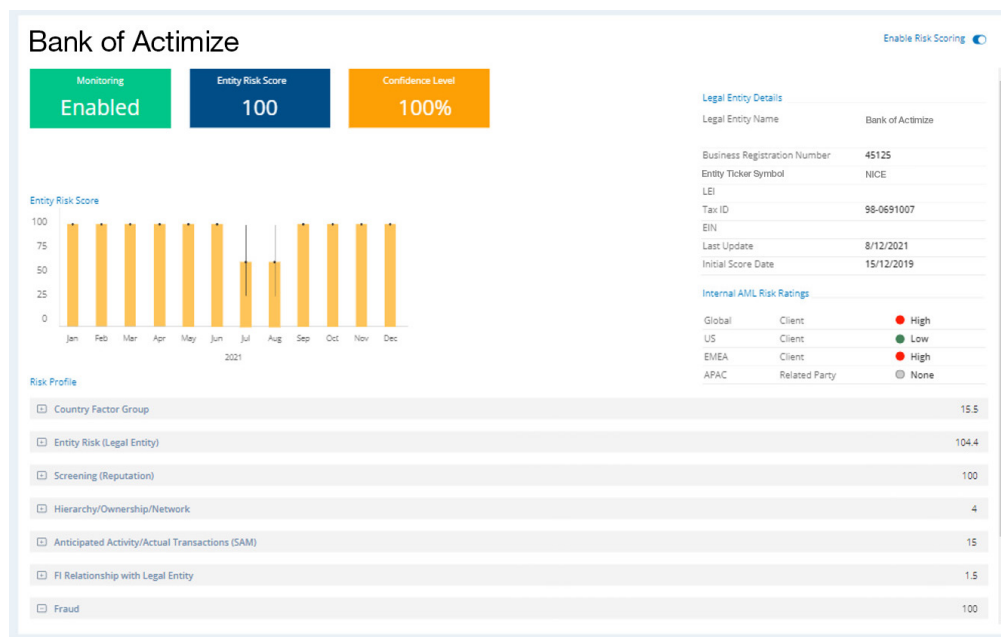 Bank of Actimize
Enable Risk Scoring
Monitoring
Enabled
Entity Risk Score
100
Confidence Level
100%
Legal Entity Details
Legal Entity Name Bank of Actimize
Business Registration Number 45125
Entity Ticker Symbol NICE
LEI
Tax ID 98-0691007
EIN
Last Update 8/12/2021
Initial Score Date 15/12/2019
Internal AML Risk Ratings
Global Client High
US Client Low
EMEA Client High
APAC Related Party None
Entity Risk Score
100
75
50
25
0
Jan Feb Mar Apr May Jun Jul Aug Sep Oct Nov Dec
2021
Risk Profile
Country Factor Group 15.5
Entity Risk (Legal Entity) 104.4
Screening (Reputation) 100
Hierarchy/Ownership/Network 4
Anticipated Activity/Actual Transactions (SAM) 15
FI Relationship with Legal Entity 1.5
Fraud 100